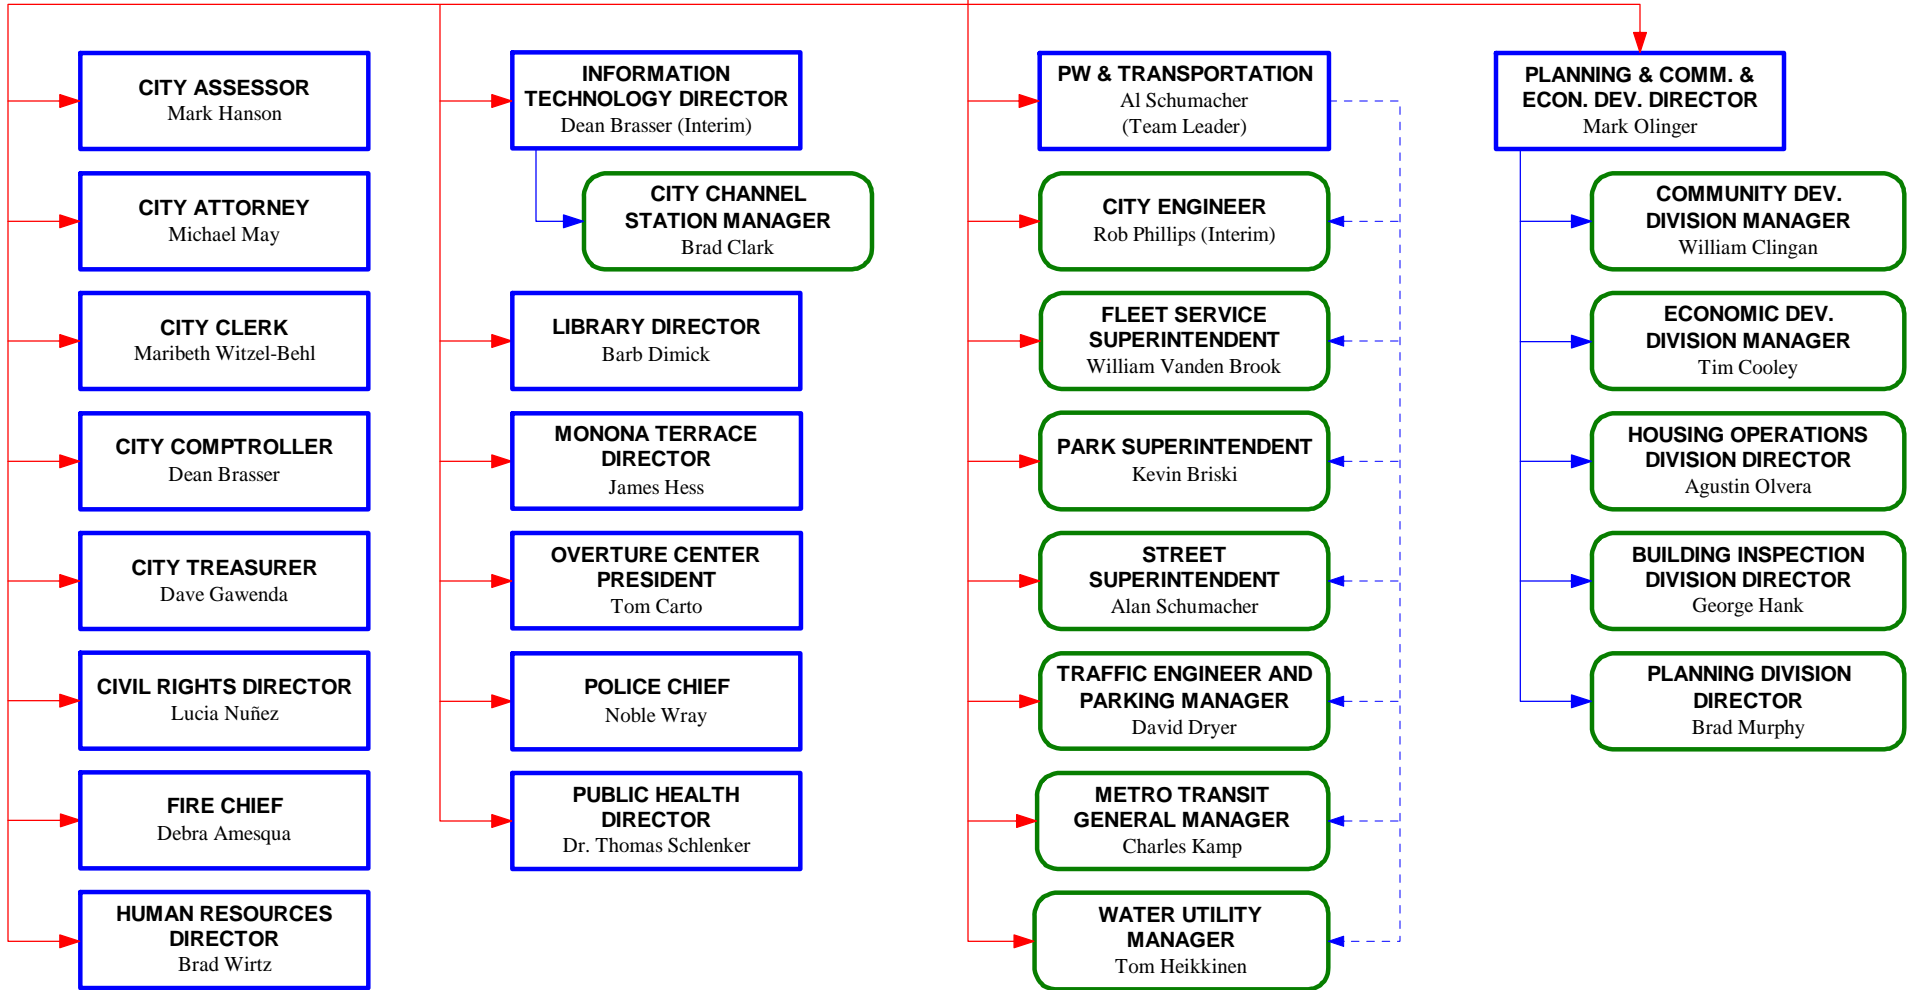 CITY ASSESSOR
Mark Hanson
CITY ATTORNEY
Michael May
CITY CLERK
Maribeth Witzel-Behl
CITY COMPTROLLER
Dean Brasser
CITY TREASURER
Dave Gawenda
CIVIL RIGHTS DIRECTOR
Lucia Nuñez
FIRE CHIEF
Debra Amesqua
HUMAN RESOURCES
DIRECTOR
Brad Wirtz
INFORMATION
TECHNOLOGY DIRECTOR
Dean Brasser (Interim)
CITY CHANNEL
STATION MANAGER
Brad Clark
LIBRARY DIRECTOR
Barb Dimick
MONONA TERRACE
DIRECTOR
James Hess
OVERTURE CENTER
PRESIDENT
Tom Carto
POLICE CHIEF
Noble Wray
PUBLIC HEALTH
DIRECTOR
Dr. Thomas Schlenker
PW & TRANSPORTATION
Al Schumacher
(Team Leader)
CITY ENGINEER
Rob Phillips (Interim)
FLEET SERVICE
SUPERINTENDENT
William Vanden Brook
PARK SUPERINTENDENT
Kevin Briski
STREET
SUPERINTENDENT
Alan Schumacher
TRAFFIC ENGINEER AND
PARKING MANAGER
David Dryer
METRO TRANSIT
GENERAL MANAGER
Charles Kamp
WATER UTILITY
MANAGER
Tom Heikkinen
PLANNING & COMM. &
ECON. DEV. DIRECTOR
Mark Olinger
COMMUNITY DEV.
DIVISION MANAGER
William Clingan
ECONOMIC DEV.
DIVISION MANAGER
Tim Cooley
HOUSING OPERATIONS
DIVISION DIRECTOR
Agustin Olvera
BUILDING INSPECTION
DIVISION DIRECTOR
George Hank
PLANNING DIVISION
DIRECTOR
Brad Murphy